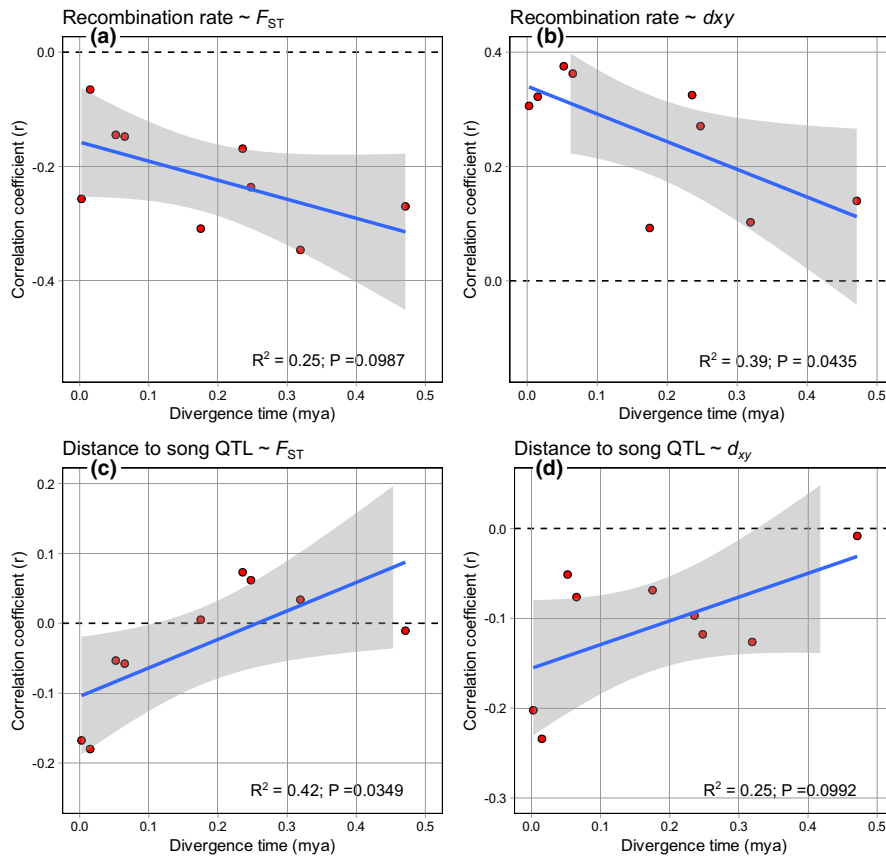 Recombination rate ~ FST
(a)
0.0
-0.2
-0.4
Correlation coefficient (r)
R² = 0.25; P =0.0987
0.0 0.1 0.2 0.3 0.4 0.5
Divergence time (mya)
Recombination rate ~ dxy
(b)
0.4
0.2
0.0
Correlation coefficient (r)
R² = 0.39; P = 0.0435
0.0 0.1 0.2 0.3 0.4 0.5
Divergence time (mya)
Distance to song QTL ~ FST
(c)
0.2
0.1
0.0
-0.1
-0.2
Correlation coefficient (r)
R² = 0.42; P =0.0349
0.0 0.1 0.2 0.3 0.4 0.5
Divergence time (mya)
Distance to song QTL ~ dxy
(d)
0.0
-0.1
-0.2
-0.3
Correlation coefficient (r)
R² = 0.25; P =0.0992
0.0 0.1 0.2 0.3 0.4 0.5
Divergence time (mya)